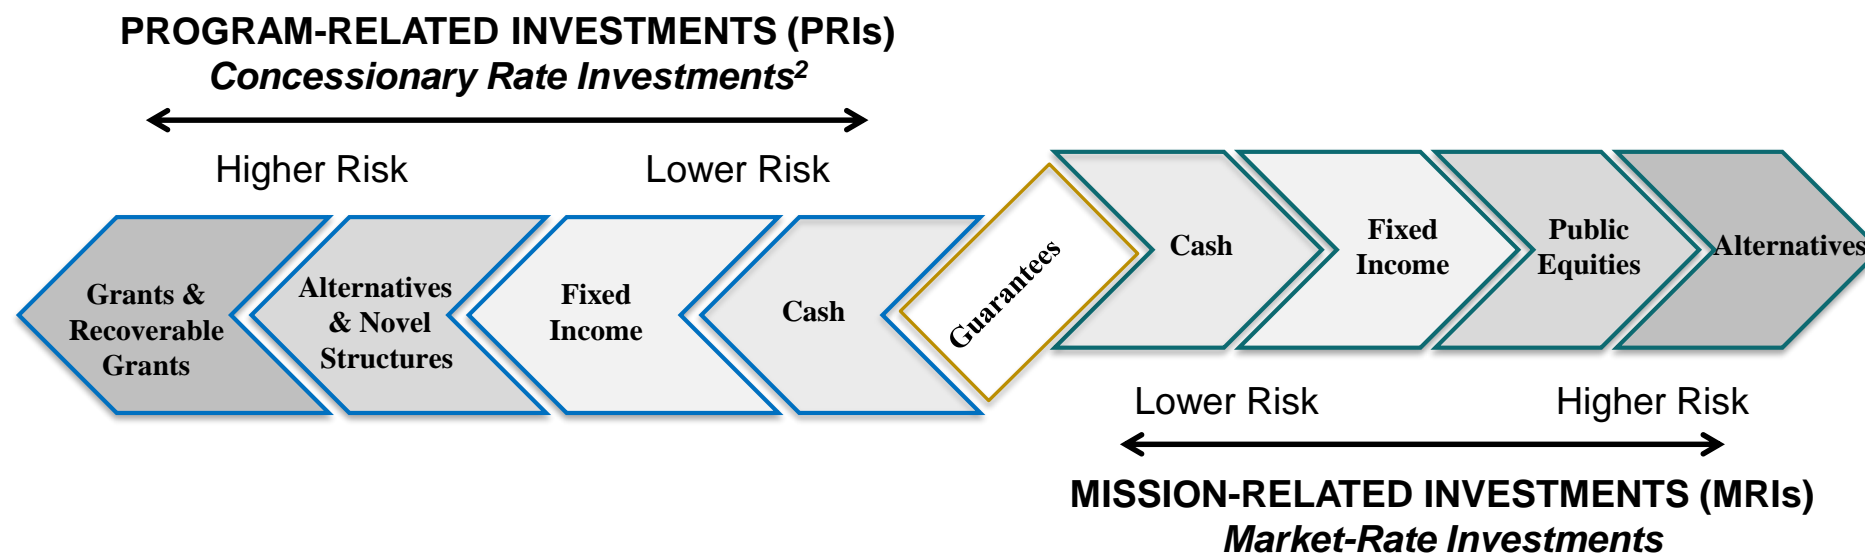 PROGRAM-RELATED INVESTMENTS (PRIs)
Concessionary Rate Investments²
Higher Risk
Lower Risk
Grants &
Recoverable
Grants
Alternatives
& Novel
Structures
Fixed
Income
Cash
Guarantees
Cash
Fixed
Income
Public
Equities
Alternatives
Lower Risk
Higher Risk
MISSION-RELATED INVESTMENTS (MRIs)
Market-Rate Investments